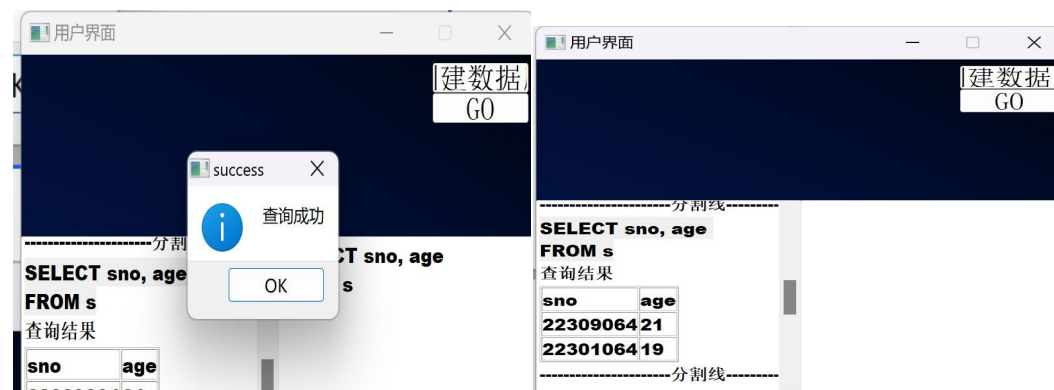 用户界面
建数据
GO
success
查询成功
OK
----------------------分割
SELECT sno, age
FROM s
查询结果
sno age
CT sno, age
s
用户界面
建数据
GO
----------------------分割线---------
SELECT sno, age
FROM s
查询结果
sno age
22309064 21
22301064 19
----------------------分割线---------